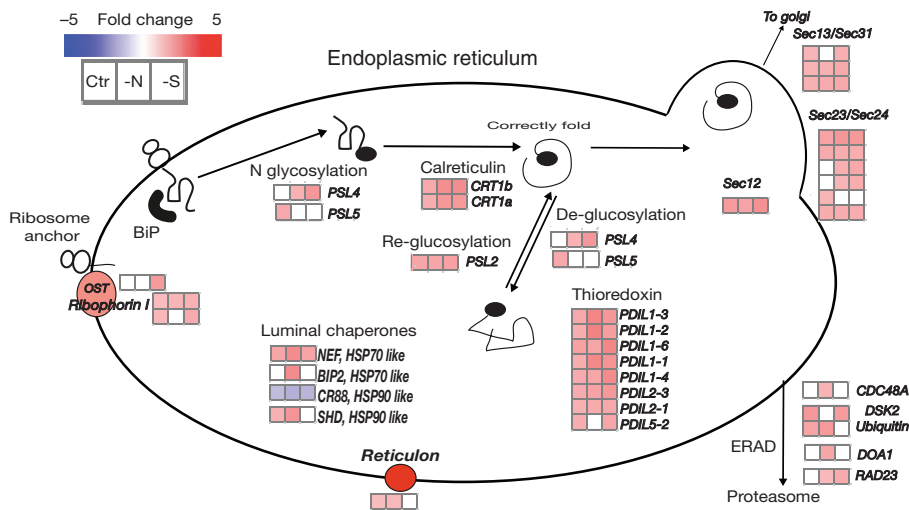 −5 Fold change 5
Ctr -N -S
Endoplasmic reticulum
To golgi
Sec13/Sec31
Sec23/Sec24
Correctly fold
N glycosylation
PSL4
PSL5
Calreticulin
CRT1b
CRT1a
Sec12
BiP
Ribosome
anchor
OST
Ribophorin I
Re-glucosylation
PSL2
De-glucosylation
PSL4
PSL5
Thioredoxin
PDIL1-3
PDIL1-2
PDIL1-6
PDIL1-1
PDIL1-4
PDIL2-3
PDIL2-1
PDIL5-2
Luminal chaperones
NEF, HSP70 like
BIP2, HSP70 like
CR88, HSP90 like
SHD, HSP90 like
Reticulon
ERAD
Proteasome
CDC48A
DSK2
Ubiquitin
DOA1
RAD23